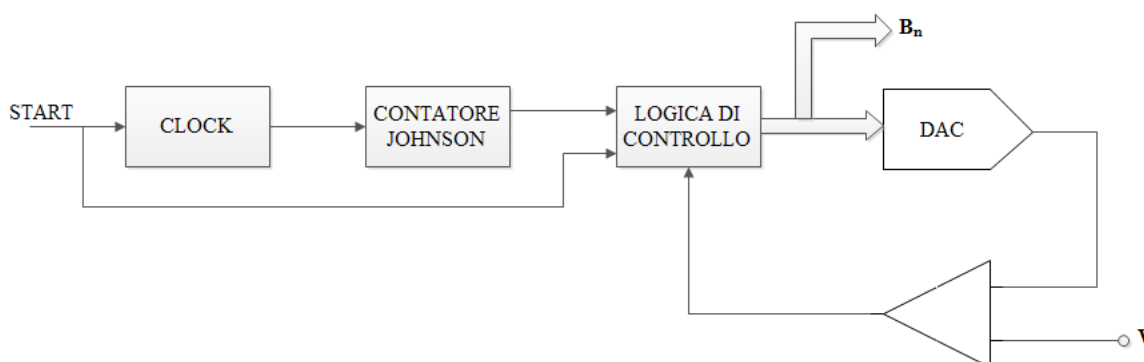 START
CLOCK
CONTATORE
JOHNSON
LOGICA DI
CONTROLLO
Bn
DAC